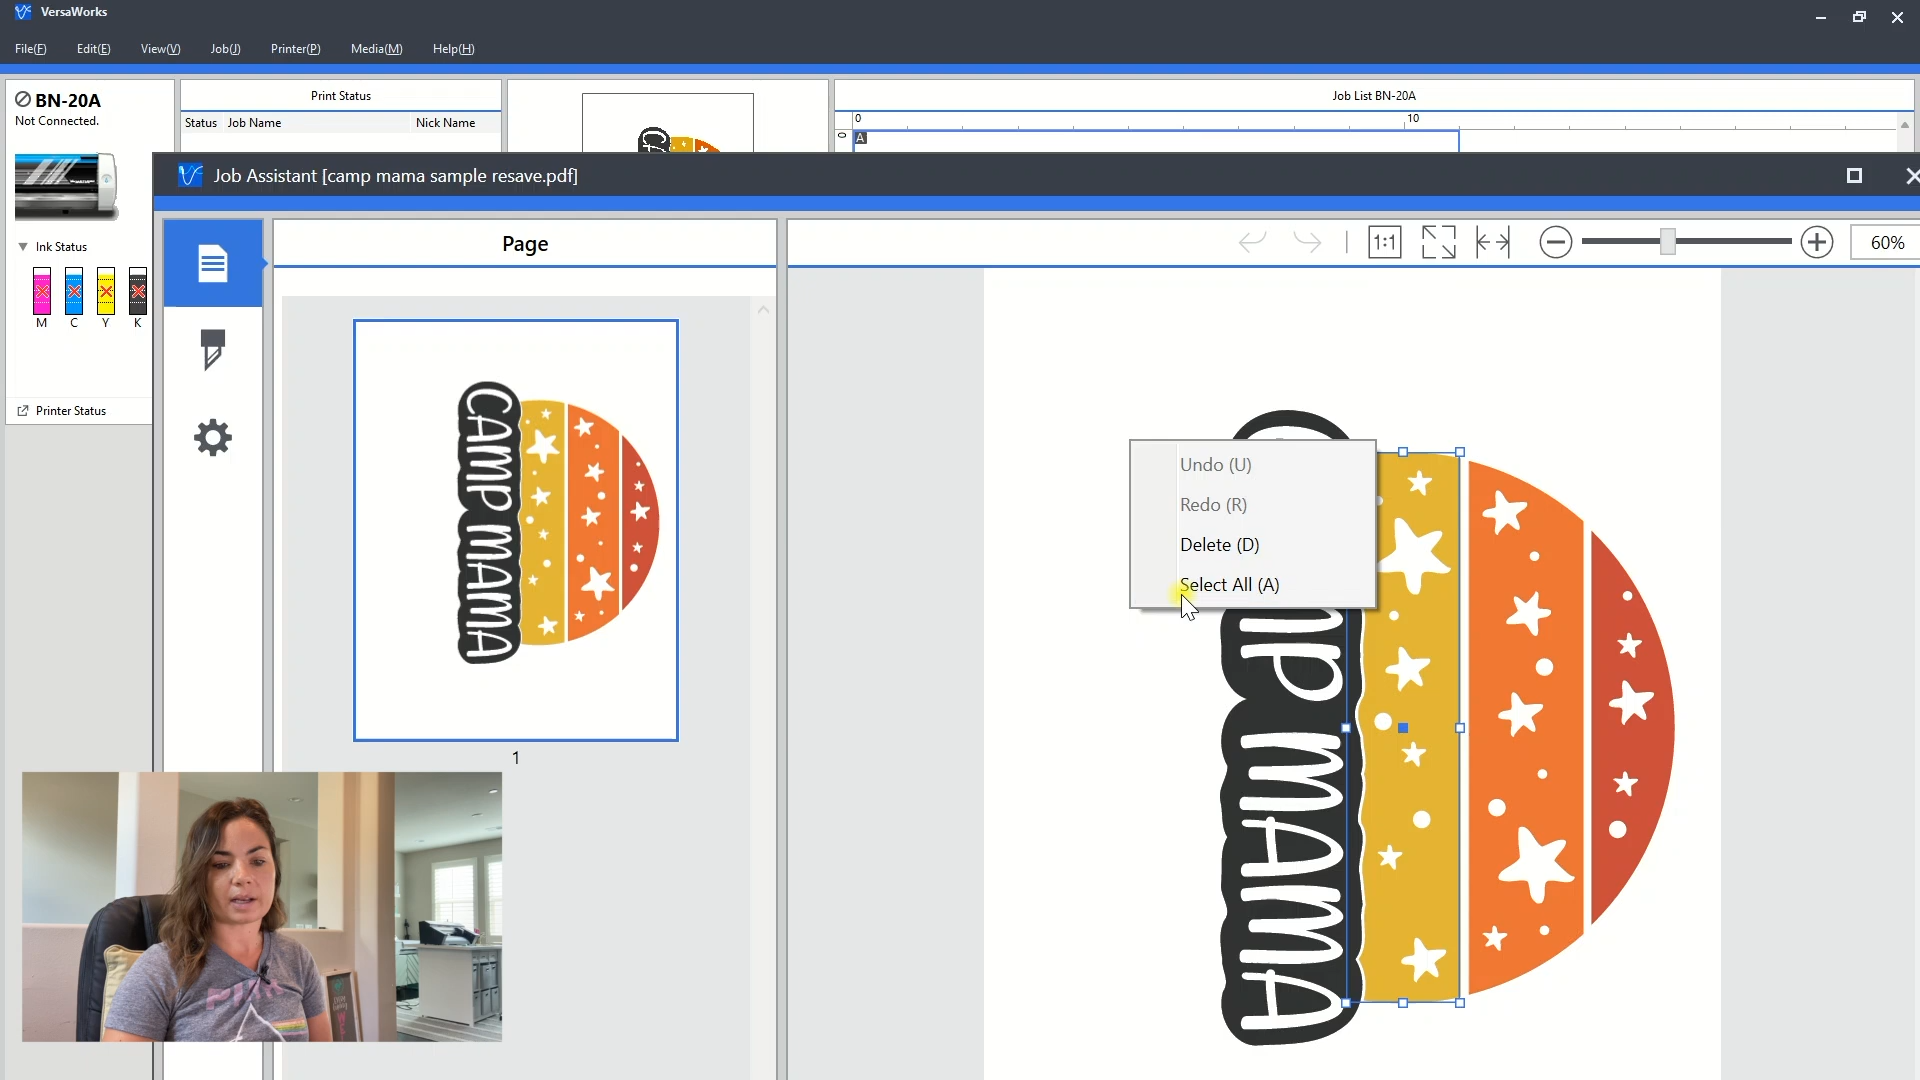 VersaWorks
File(F) Edit(E) View(V) Job(J) Printer(P) Media(M) Help(H)
BN-20A
Not Connected.
Ink Status
M C Y K
Printer Status
Print Status
Status Job Name Nick Name
Job List BN-20A
0 10
0
A
Job Assistant [camp mama sample resave.pdf]
Page
1:1
60%
CAMP MAMA
1
Undo (U)
Redo (R)
Delete (D)
Select All (A)
MP MAMA